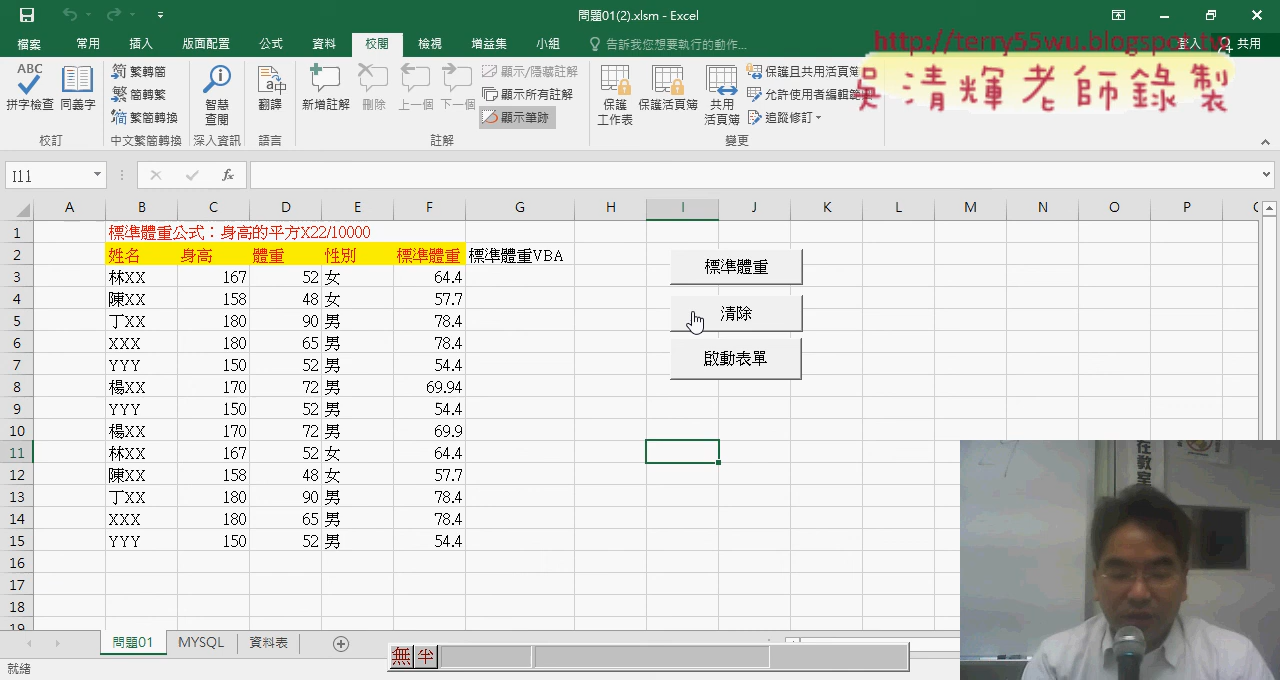 問題01(2).xlsm - Excel
檔案 常用 插入 版面配置 公式 資料 校閱 檢視 增益集 小組 告訴我您想要執行的動作... 登入 共用
http://terry55wu.blogspot.tw
吳清輝老師錄製
ABC
拼字檢查 同義字
校訂
繁轉簡
簡轉繁
繁簡轉換
中文繁簡轉換
智慧查閱
深入資訊
翻譯
語言
新增註解 刪除 上一個 下一個
顯示/隱藏註解
顯示所有註解
顯示筆跡
註解
保護工作表 保護活頁簿 共用活頁簿
保護且共用活頁簿
允許使用者編輯範圍
追蹤修訂
變更
I11 fx
A B C D E F G H I J K L M N O P
1 標準體重公式：身高的平方X22/10000
2 姓名 身高 體重 性別 標準體重 標準體重VBA
3 林XX 167 52 女 64.4
4 陳XX 158 48 女 57.7
5 丁XX 180 90 男 78.4
6 XXX 180 65 男 78.4
7 YYY 150 52 男 54.4
8 楊XX 170 72 男 69.94
9 YYY 150 52 男 54.4
10 楊XX 170 72 男 69.9
11 林XX 167 52 女 64.4
12 陳XX 158 48 女 57.7
13 丁XX 180 90 男 78.4
14 XXX 180 65 男 78.4
15 YYY 150 52 男 54.4
16
17
18
19
標準體重
清除
啟動表單
在教室
問題01 MYSQL 資料表
無 半
就緒